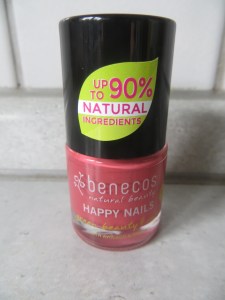 UP TO 90%
NATURAL
INGREDIENTS
benecos
natural beauty
HAPPY NAILS